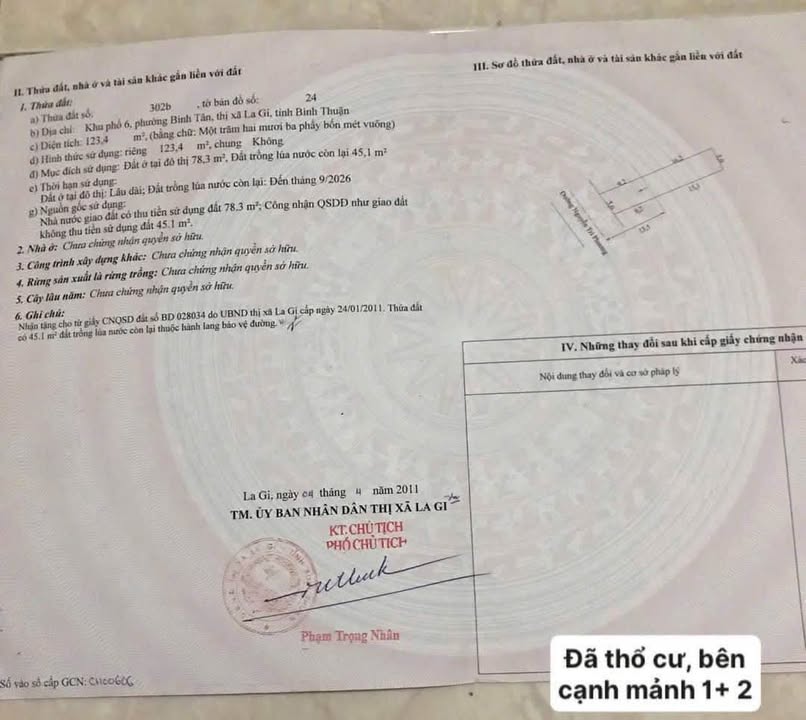 II. Thửa đất, nhà ở và tài sản khác gắn liền với đất
1. Thửa đất:
a) Thửa đất số: 302b , tờ bản đồ số: 24
b) Địa chỉ: Khu phố 6, phường Bình Tân, thị xã La Gi, tỉnh Bình Thuận
c) Diện tích: 123,4 m², (bằng chữ: Một trăm hai mươi ba phẩy bốn mét vuông)
d) Hình thức sử dụng: riêng 123,4 m², chung Không
đ) Mục đích sử dụng: Đất ở tại đô thị 78,3 m², Đất trồng lúa nước còn lại 45,1 m²
e) Thời hạn sử dụng:
Đất ở tại đô thị: Lâu dài; Đất trồng lúa nước còn lại: Đến tháng 9/2026
g) Nguồn gốc sử dụng:
Nhà nước giao đất có thu tiền sử dụng đất 78.3 m²; Công nhận QSDĐ như giao đất
không thu tiền sử dụng đất 45.1 m².
2. Nhà ở: Chưa chứng nhận quyền sở hữu.
3. Công trình xây dựng khác: Chưa chứng nhận quyền sở hữu.
4. Rừng sản xuất là rừng trồng: Chưa chứng nhận quyền sở hữu.
5. Cây lâu năm: Chưa chứng nhận quyền sở hữu.
6. Ghi chú:
Nhận tặng cho từ giấy CNQSD đất số BD 028034 do UBND thị xã La Gi cấp ngày 24/01/2011. Thửa đất
có 45.1 m² đất trồng lúa nước còn lại thuộc hành lang bảo vệ đường.
La Gi, ngày 04 tháng 4 năm 2011
TM. ỦY BAN NHÂN DÂN THỊ XÃ LA GI
KT. CHỦ TỊCH
PHÓ CHỦ TỊCH
Phạm Trọng Nhân
Số vào sổ cấp GCN:
III. Sơ đồ thửa đất, nhà ở và tài sản khác gắn liền với đất
Đường Nguyễn Tri Phương
IV. Những thay đổi sau khi cấp giấy chứng nhận
Nội dung thay đổi và cơ sở pháp lý
Xác
Đã thổ cư, bên
cạnh mảnh 1+ 2